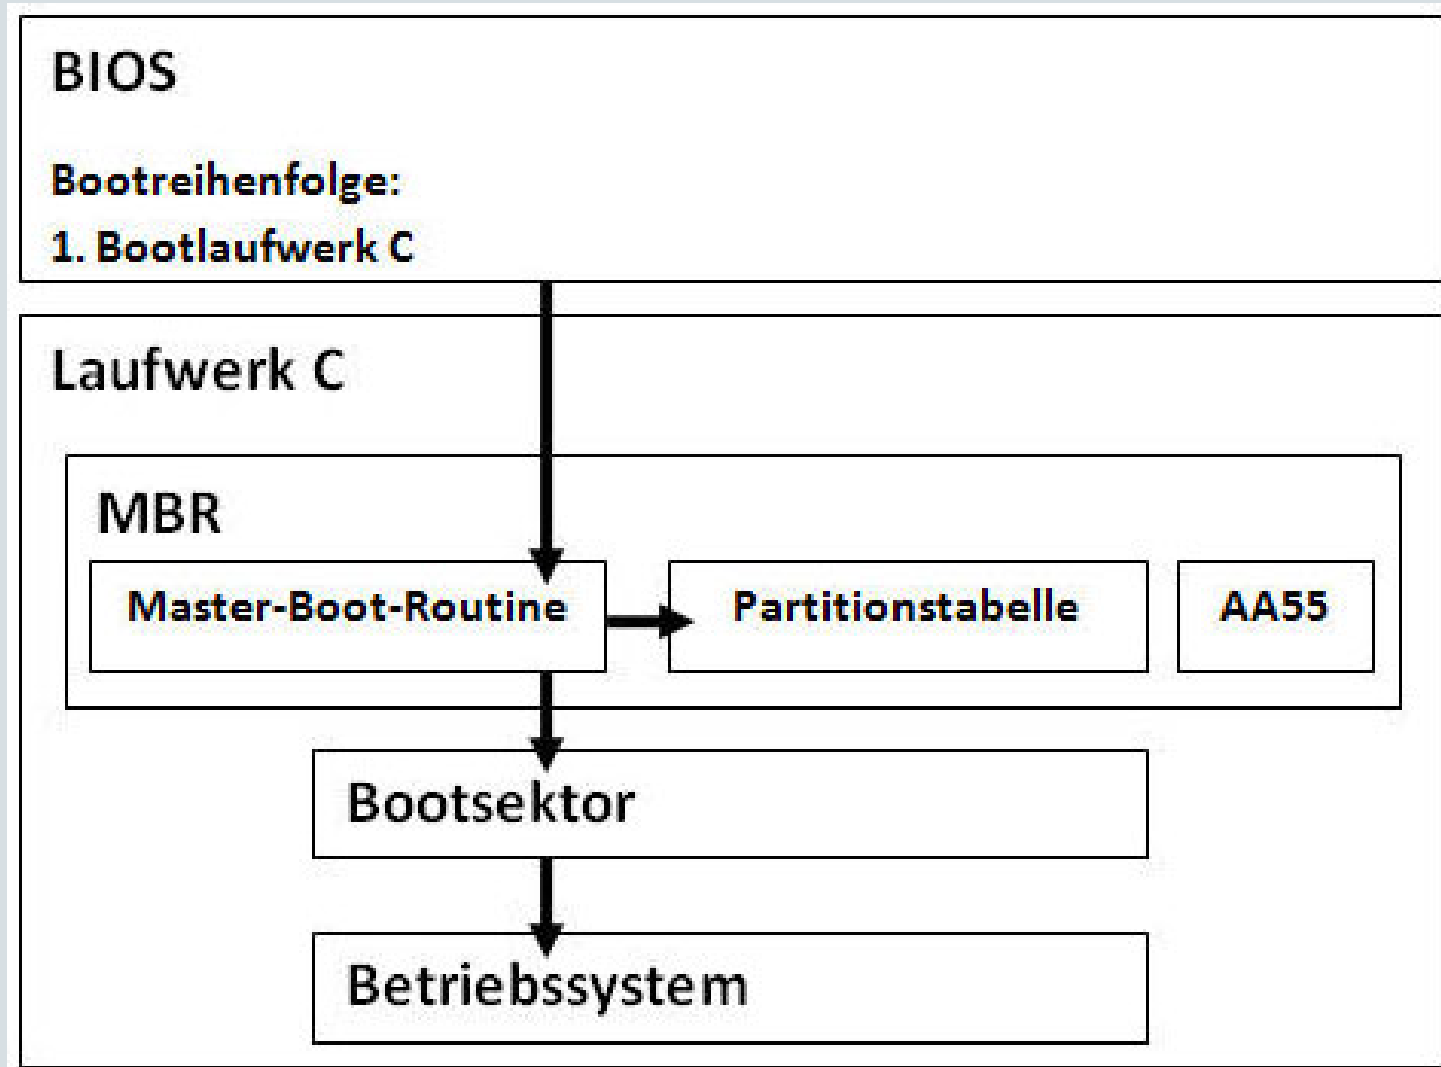 BIOS
Bootreihenfolge:
1. Bootlaufwerk C
Laufwerk C
MBR
Master-Boot-Routine
Partitionstabelle
AA55
Bootsektor
Betriebssystem